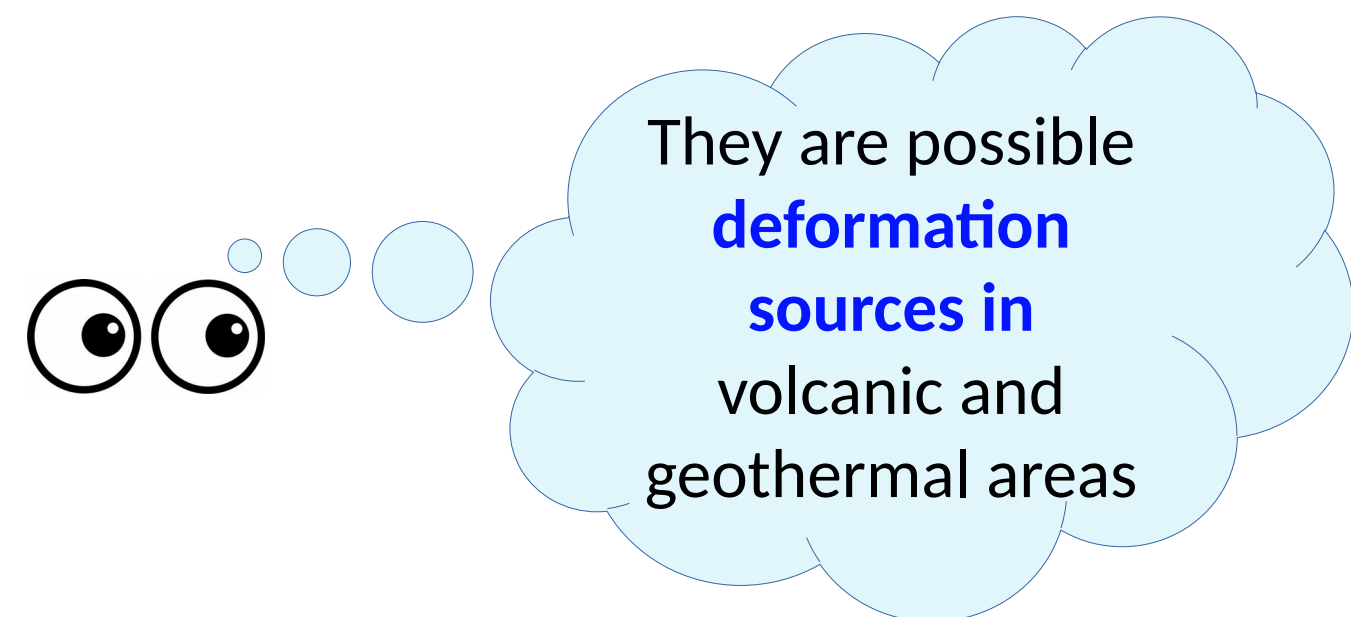 They are possible
deformation
sources in
volcanic and
geothermal areas